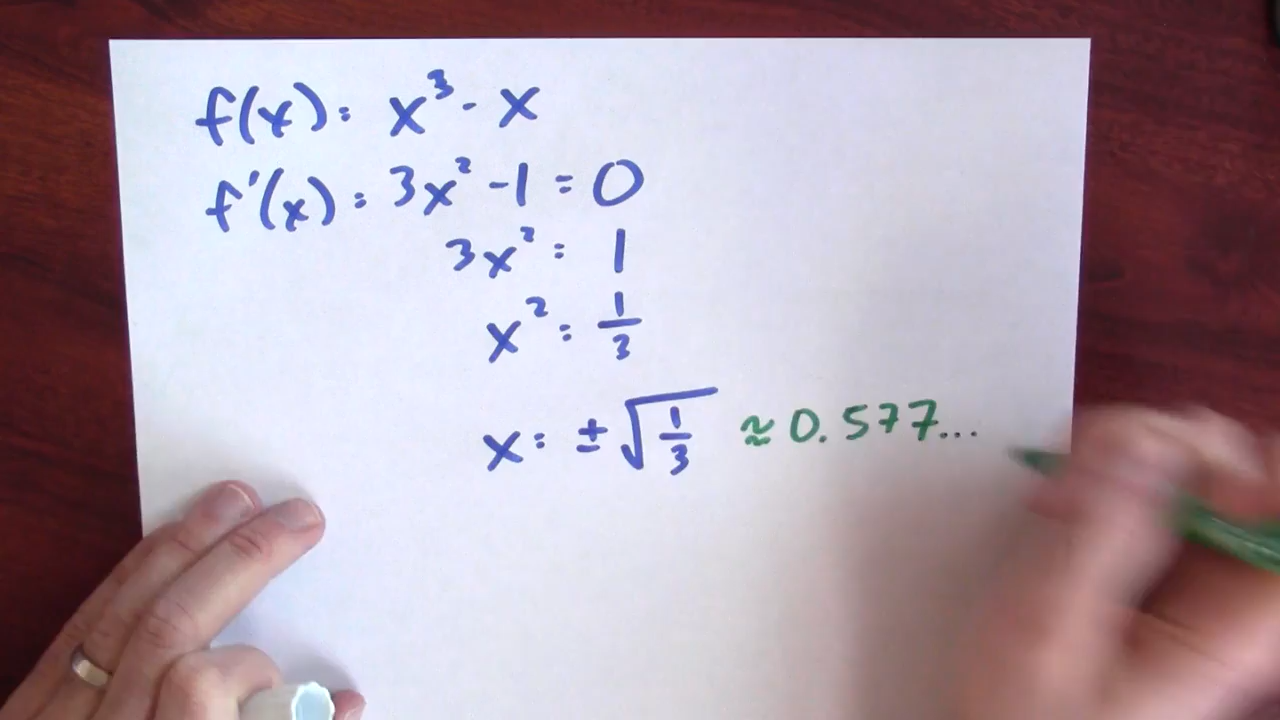 f(x) = x³ - x
f'(x) = 3x² - 1 = 0
3x² = 1
x² = 1/3
x = ± √(1/3) ≈ 0.577...